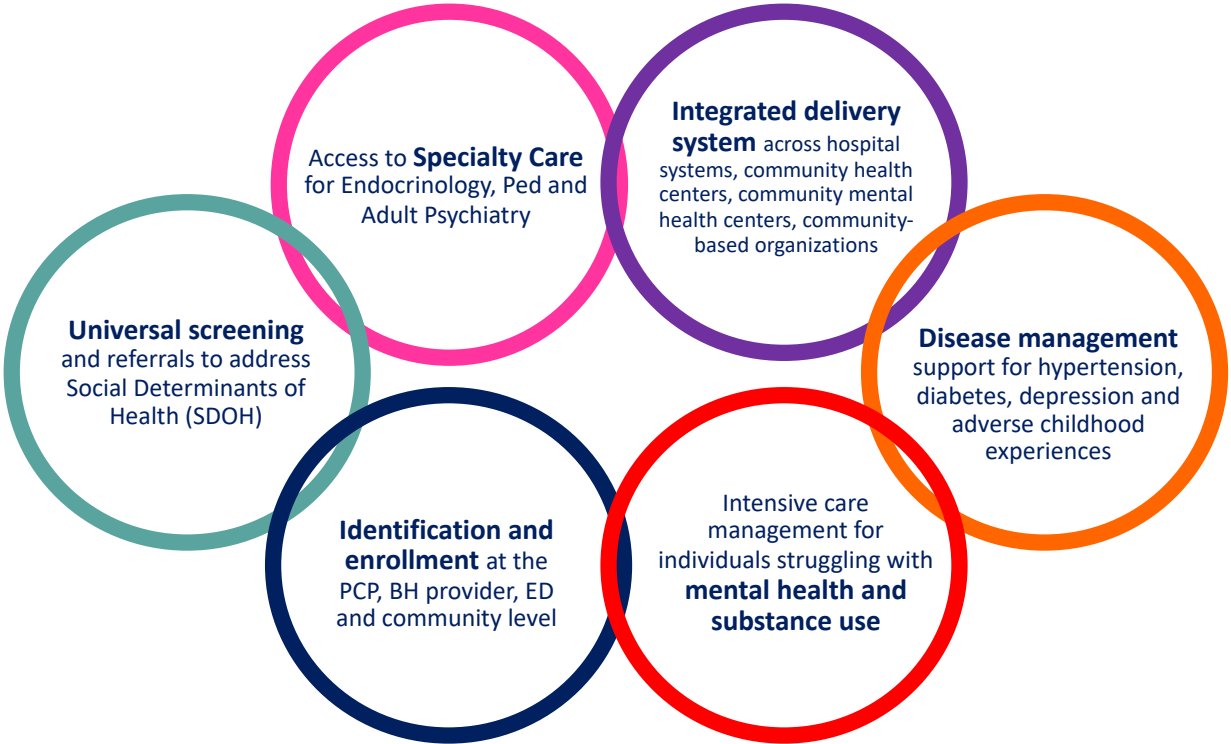 Access to Specialty Care
for Endocrinology, Ped and
Adult Psychiatry
Integrated delivery
system across hospital
systems, community health
centers, community mental
health centers, community-
based organizations
Universal screening
and referrals to address
Social Determinants of
Health (SDOH)
Disease management
support for hypertension,
diabetes, depression and
adverse childhood
experiences
Identification and
enrollment at the
PCP, BH provider, ED
and community level
Intensive care
management for
individuals struggling with
mental health and
substance use